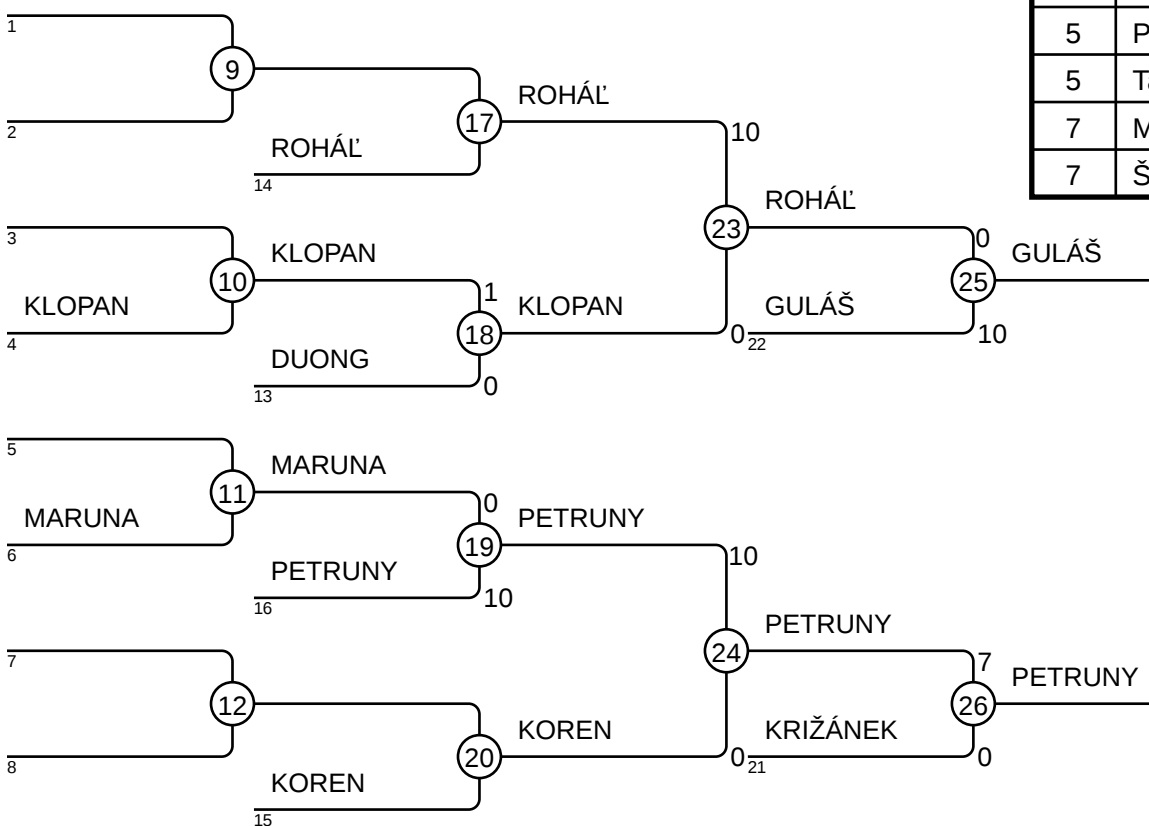 1
5 P
9
5
2
ROHÁĽ
17
10
7
ROHÁĽ
14
7 Š
ROHÁĽ
3
23
0
KLOPAN
GULÁŠ
10
25
1
KLOPAN
KLOPAN
GULÁŠ
4
18
0
22
10
DUONG
13
0
5
MARUNA
11
0
MARUNA
PETRUNY
6
19
10
PETRUNY
16
10
PETRUNY
7
24
7
PETRUNY
12
26
KOREN
KRIŽÁNEK
8
20
0
21
0
KOREN
15